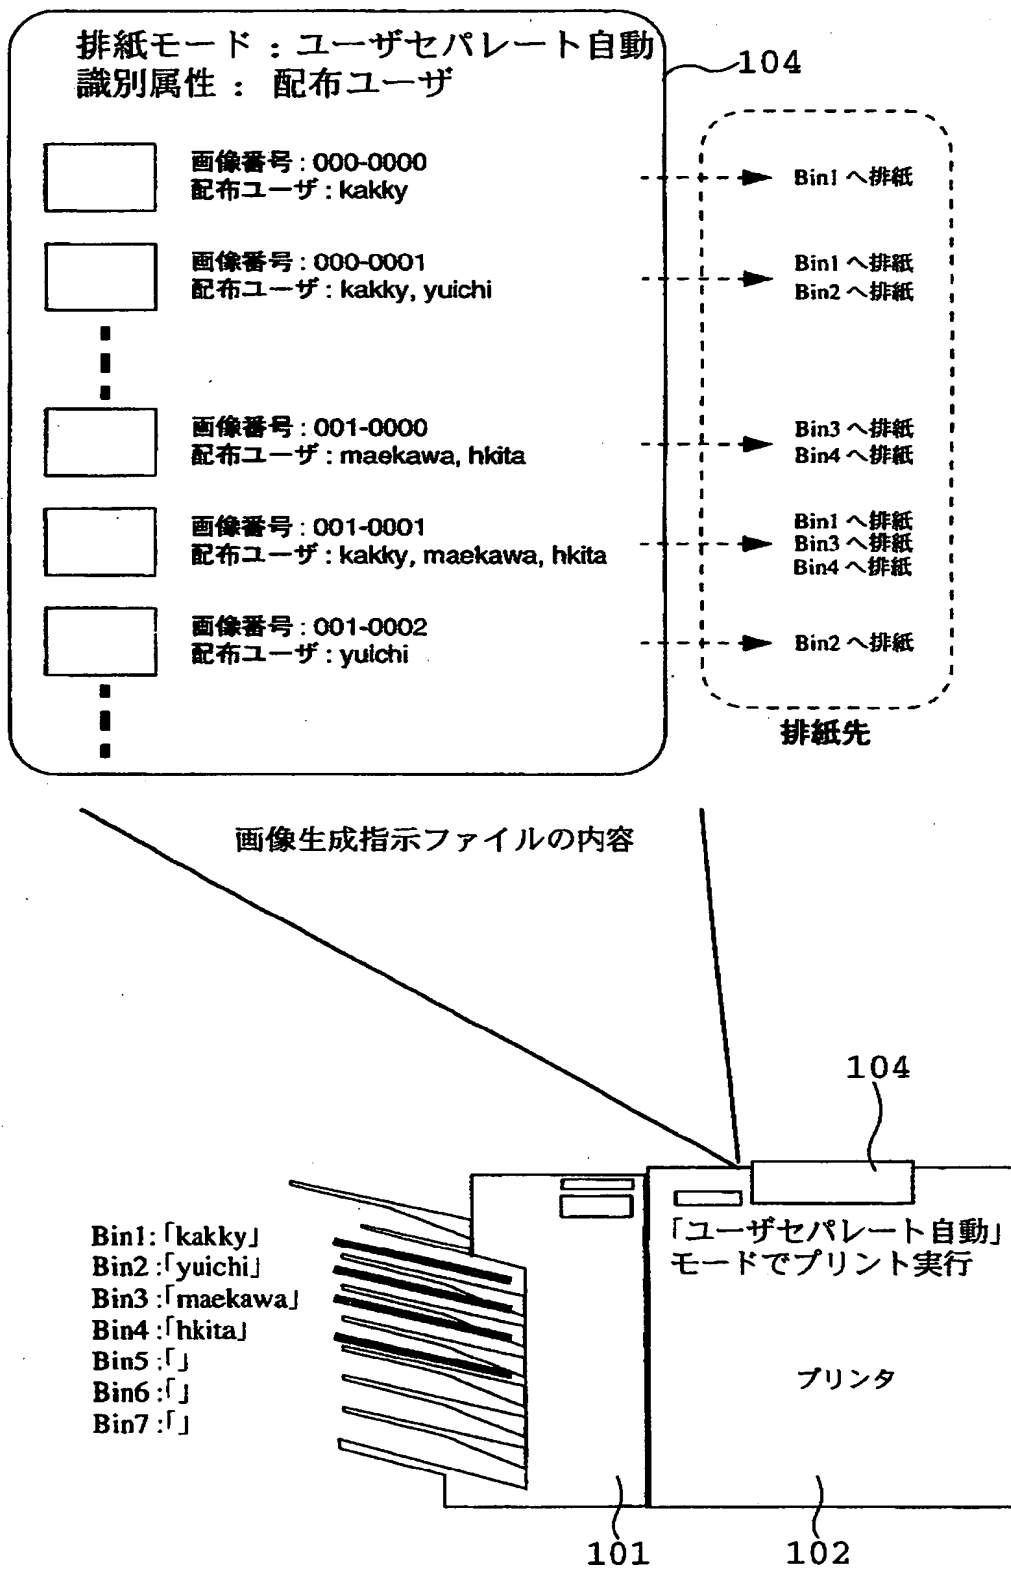 排紙モード : ユーザセパレート自動
識別属性 : 配布ユーザ
104
画像番号 : 000-0000
配布ユーザ : kakky
Bin1 へ排紙
画像番号 : 000-0001
配布ユーザ : kakky, yuichi
Bin1 へ排紙
Bin2 へ排紙
画像番号 : 001-0000
配布ユーザ : maekawa, hkita
Bin3 へ排紙
Bin4 へ排紙
画像番号 : 001-0001
配布ユーザ : kakky, maekawa, hkita
Bin1 へ排紙
Bin3 へ排紙
Bin4 へ排紙
画像番号 : 001-0002
配布ユーザ : yuichi
Bin2 へ排紙
排紙先
画像生成指示ファイルの内容
104
Bin1:「kakky」
Bin2 :「yuichi」
Bin3 :「maekawa」
Bin4 :「hkita」
Bin5 :「」
Bin6 :「」
Bin7 :「」
「ユーザセパレート自動」
モードでプリント実行
プリンタ
101
102